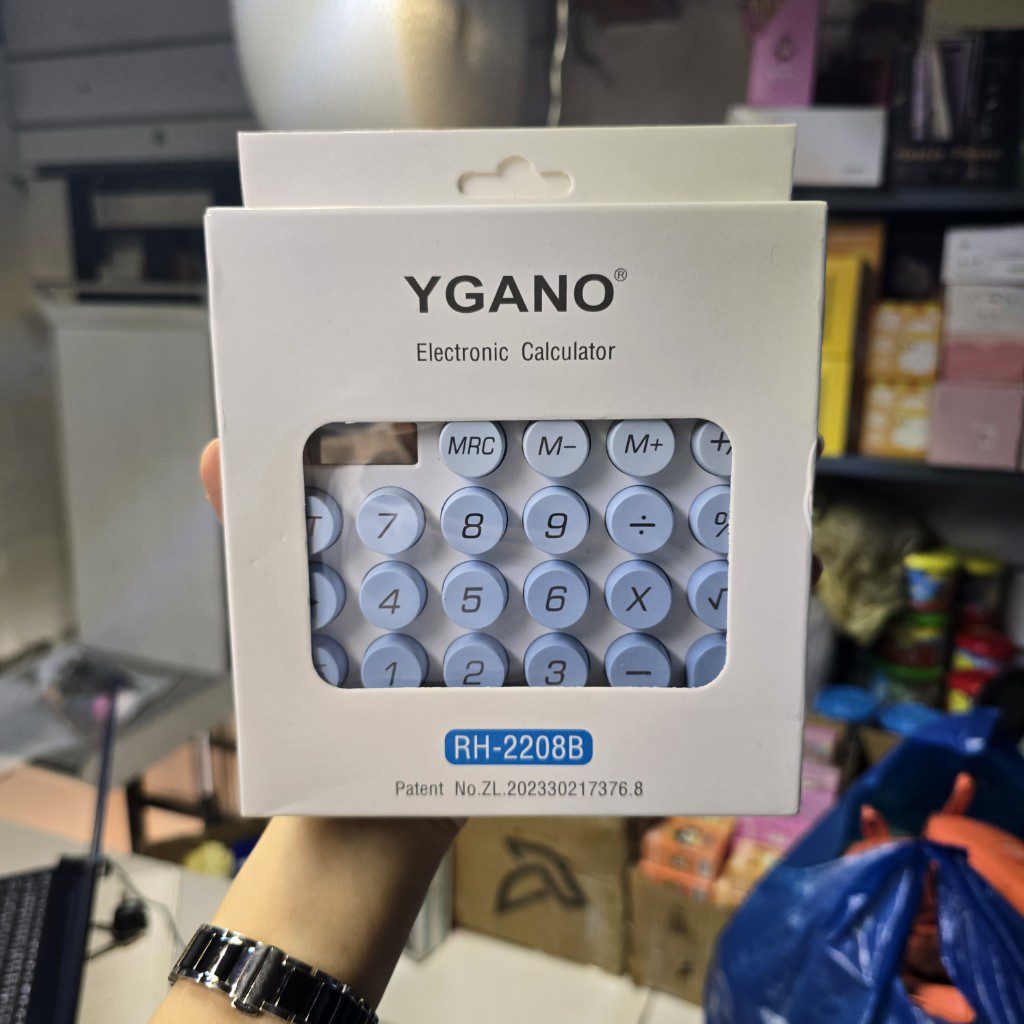 YGANO®
Electronic Calculator
MRC M− M+ +/
7 8 9 ÷ %
4 5 6 X √
1 2 3 −
RH-2208B
Patent No.ZL.202330217376.8